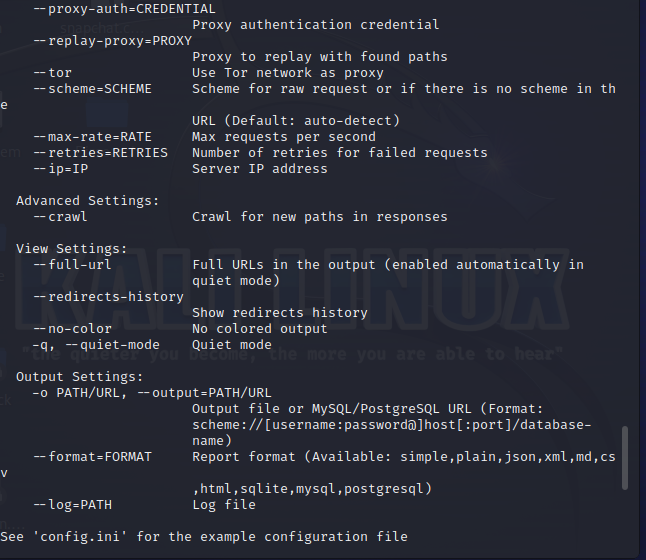 --proxy-auth=CREDENTIAL
Proxy authentication credential
--replay-proxy=PROXY
Proxy to replay with found paths
--tor Use Tor network as proxy
--scheme=SCHEME Scheme for raw request or if there is no scheme in th
e
URL (Default: auto-detect)
--max-rate=RATE Max requests per second
--retries=RETRIES Number of retries for failed requests
--ip=IP Server IP address
Advanced Settings:
--crawl Crawl for new paths in responses
View Settings:
--full-url Full URLs in the output (enabled automatically in
quiet mode)
--redirects-history
Show redirects history
--no-color No colored output
-q, --quiet-mode Quiet mode
KALI LINUX
"the quieter you become, the more you are able to hear"
Output Settings:
-o PATH/URL, --output=PATH/URL
Output file or MySQL/PostgreSQL URL (Format:
scheme://[username:password@]host[:port]/database-
name)
--format=FORMAT Report format (Available: simple,plain,json,xml,md,cs
v
,html,sqlite,mysql,postgresql)
--log=PATH Log file
See 'config.ini' for the example configuration file